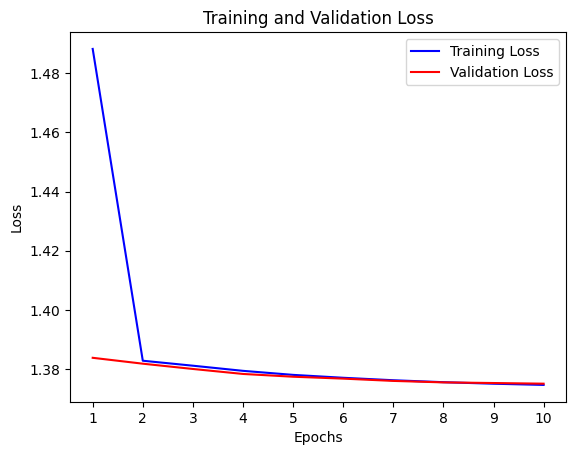 Training and Validation Loss
Training Loss
Validation Loss
1.48
1.46
1.44
1.42
1.40
1.38
Loss
1 2 3 4 5 6 7 8 9 10
Epochs